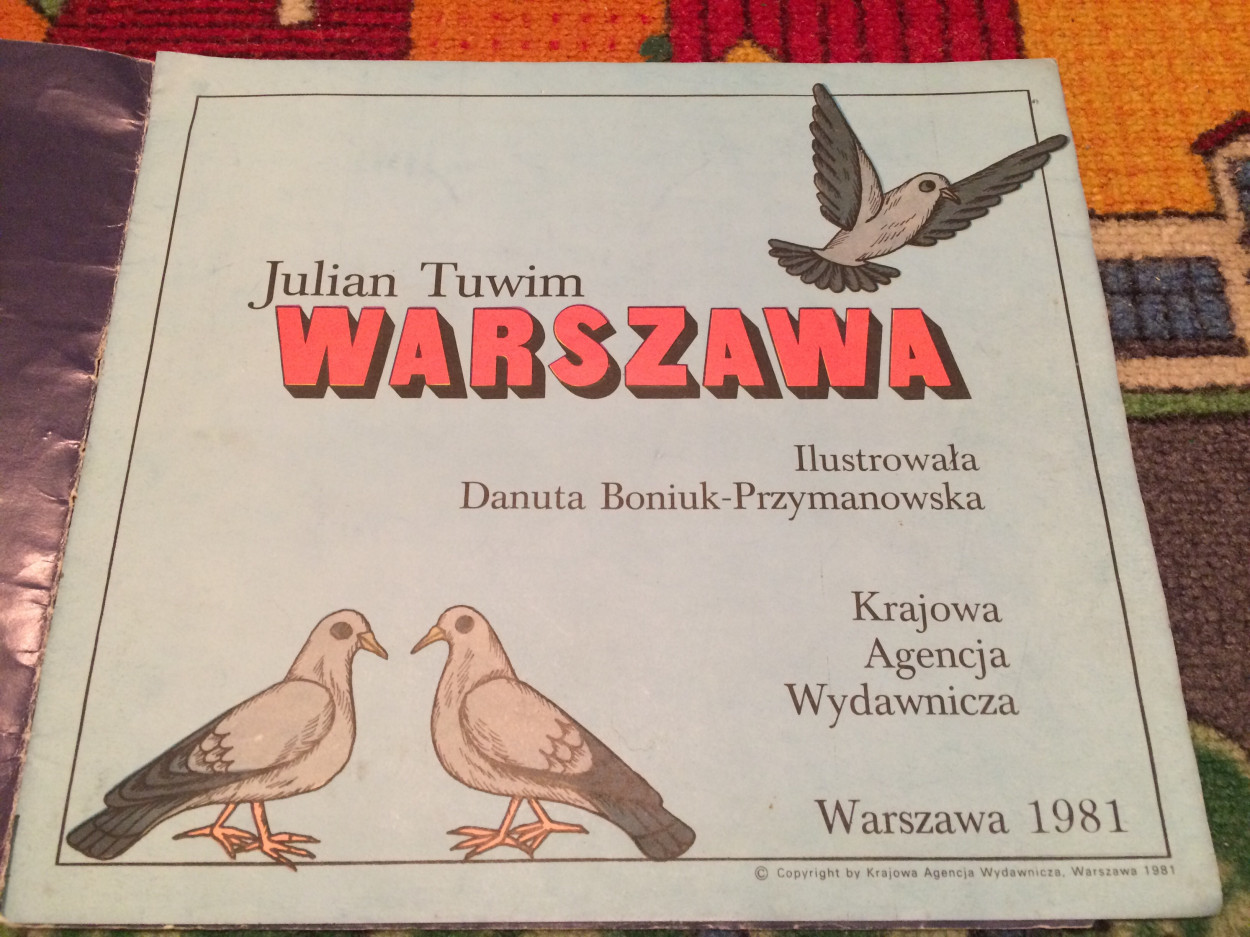 Julian Tuwim
WARSZAWA
Ilustrowała
Danuta Boniuk-Przymanowska
Krajowa
Agencja
Wydawnicza
Warszawa 1981
© Copyright by Krajowa Agencja Wydawnicza, Warszawa 1981